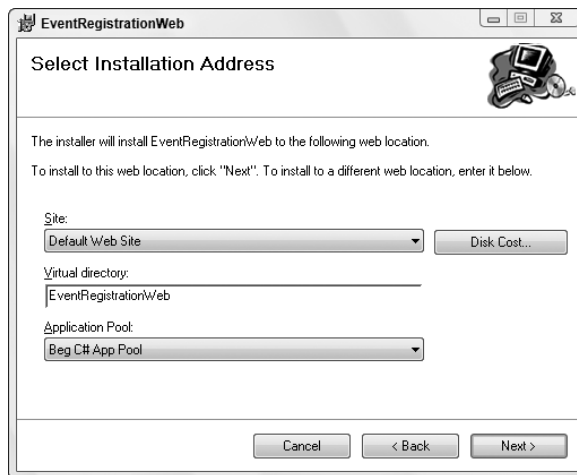 EventRegistrationWeb
Select Installation Address
The installer will install EventRegistrationWeb to the following web location.
To install to this web location, click "Next". To install to a different web location, enter it below.
Site:
Default Web Site
Disk Cost...
Virtual directory:
EventRegistrationWeb
Application Pool:
Beg C# App Pool
Cancel
< Back
Next >